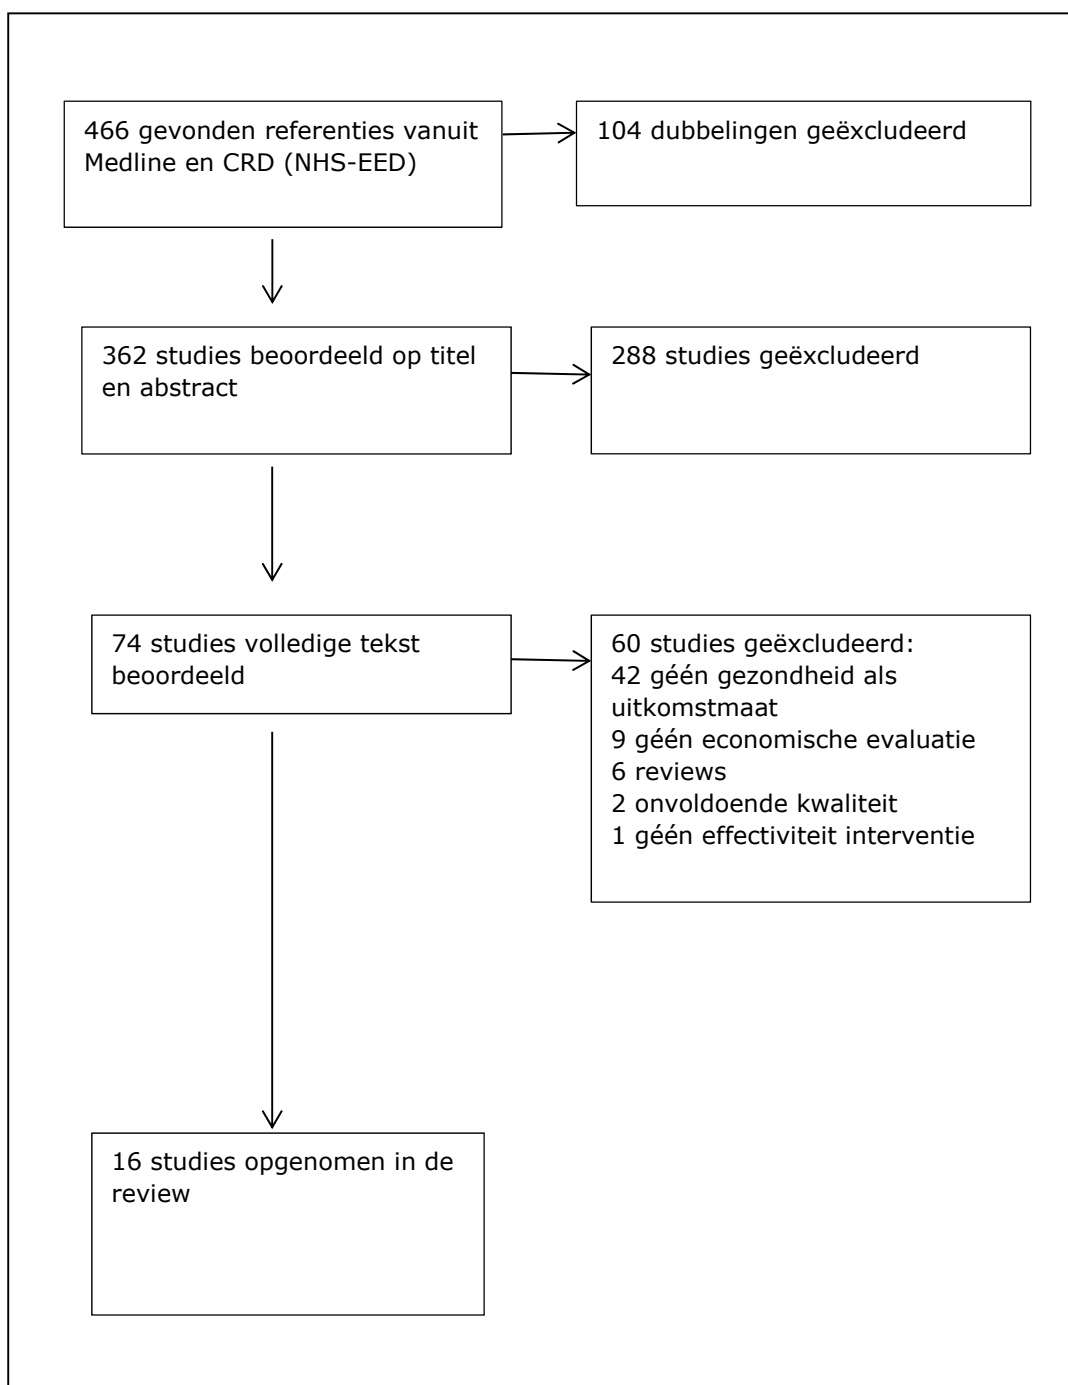 466 gevonden referenties vanuit
Medline en CRD (NHS-EED)
104 dubbelingen geëxcludeerd
362 studies beoordeeld op titel
en abstract
288 studies geëxcludeerd
74 studies volledige tekst
beoordeeld
60 studies geëxcludeerd:
42 géén gezondheid als
uitkomstmaat
9 géén economische evaluatie
6 reviews
2 onvoldoende kwaliteit
1 géén effectiviteit interventie
16 studies opgenomen in de
review